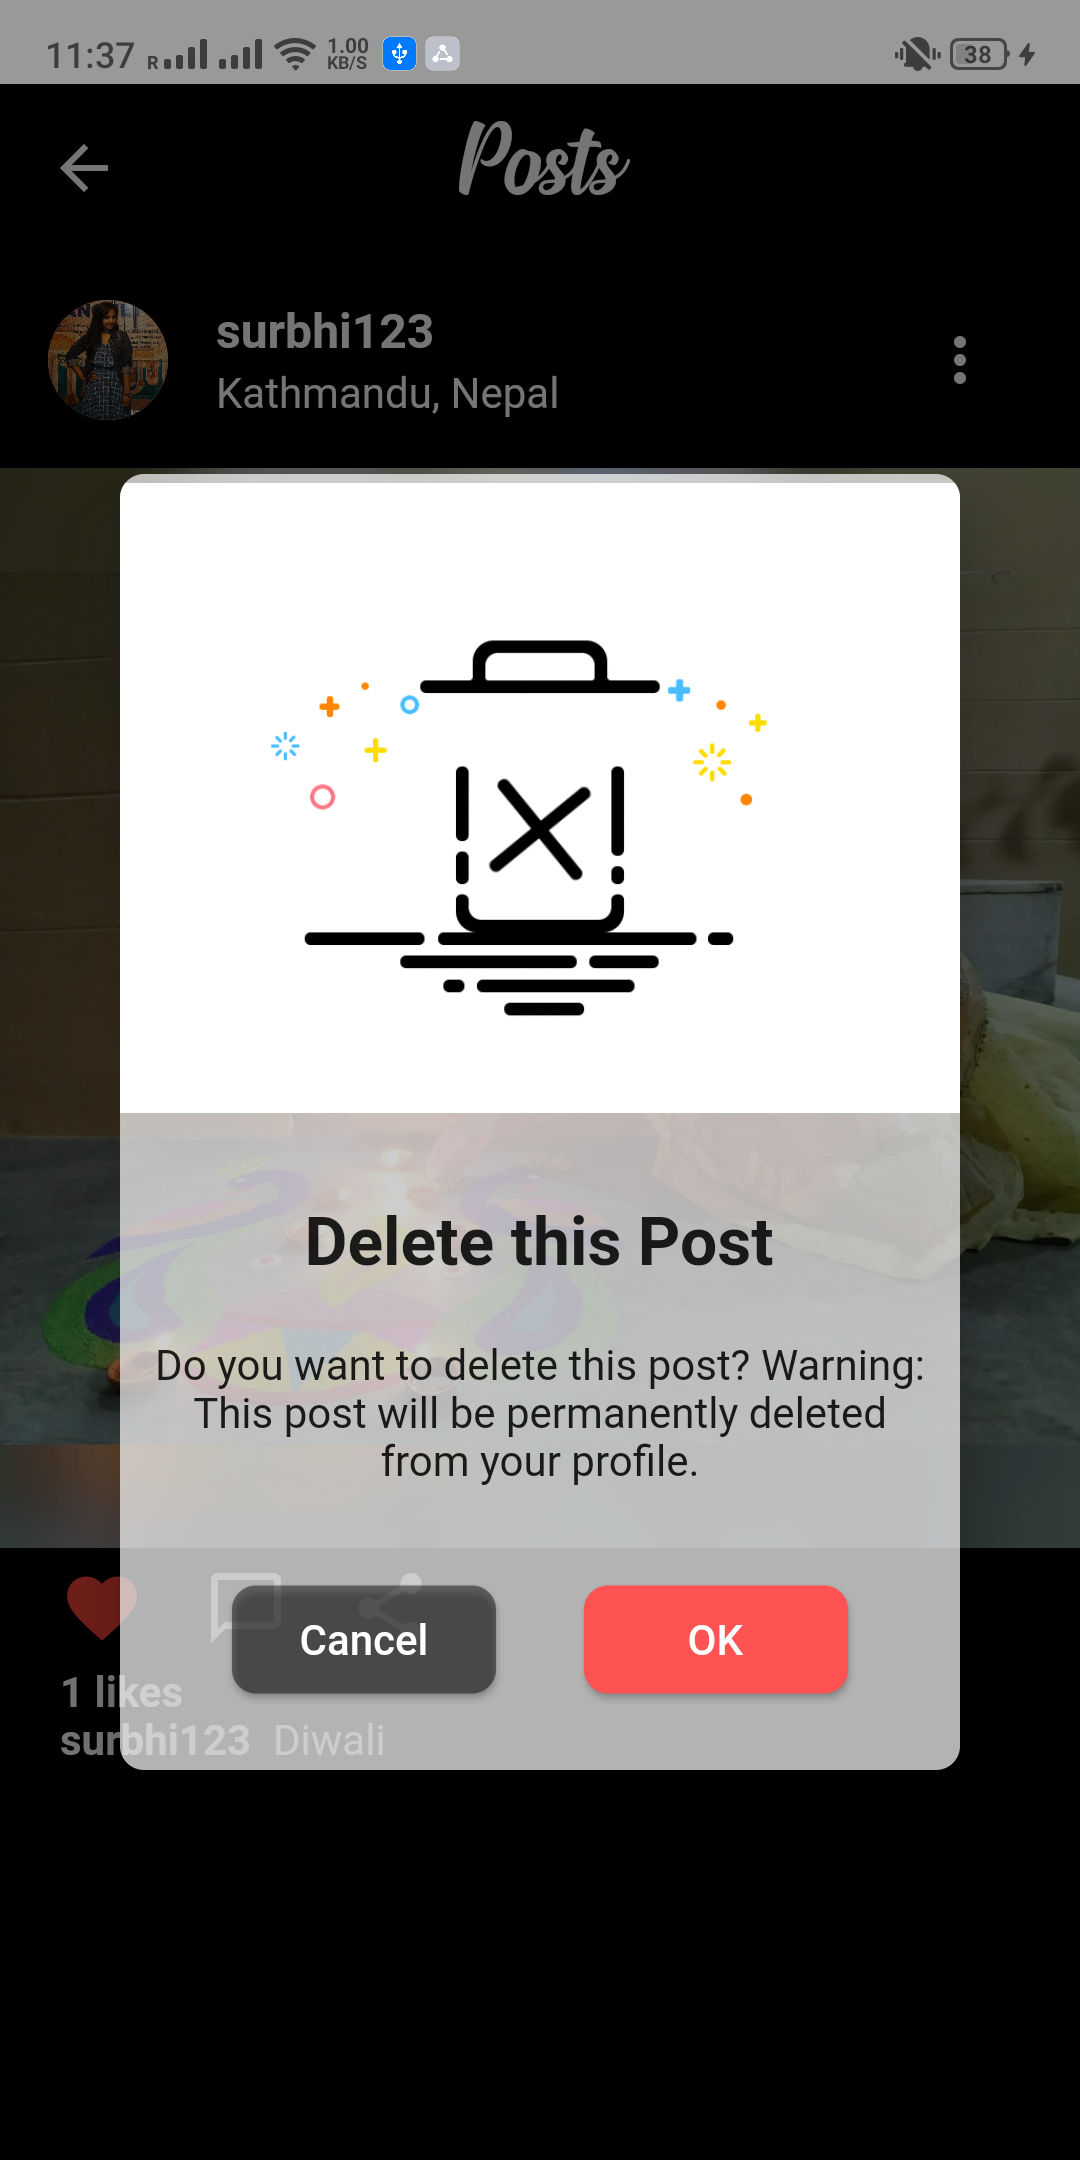 11:37 R 1.00 KB/S 38
Posts
surbhi123
Kathmandu, Nepal
Delete this Post
Do you want to delete this post? Warning:
This post will be permanently deleted
from your profile.
Cancel OK
1 likes
surbhi123 Diwali